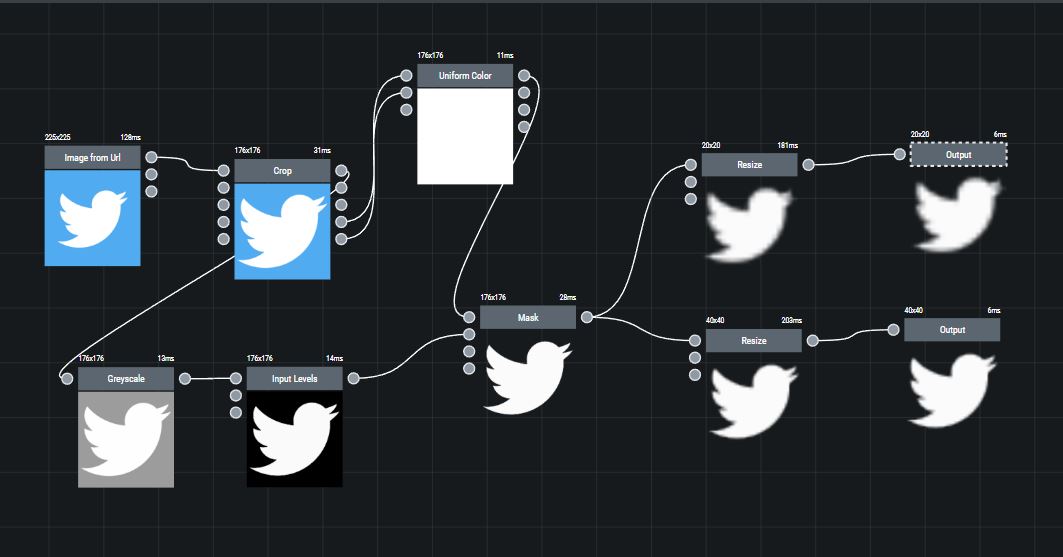 176x176 11ms
Uniform Color
225x225 128ms
Image from Url
176x176 31ms
Crop
20x20 181ms
Resize
20x20 6ms
Output
176x176 28ms
Mask
40x40 203ms
Resize
40x40 6ms
Output
176x176 13ms
Greyscale
176x176 14ms
Input Levels